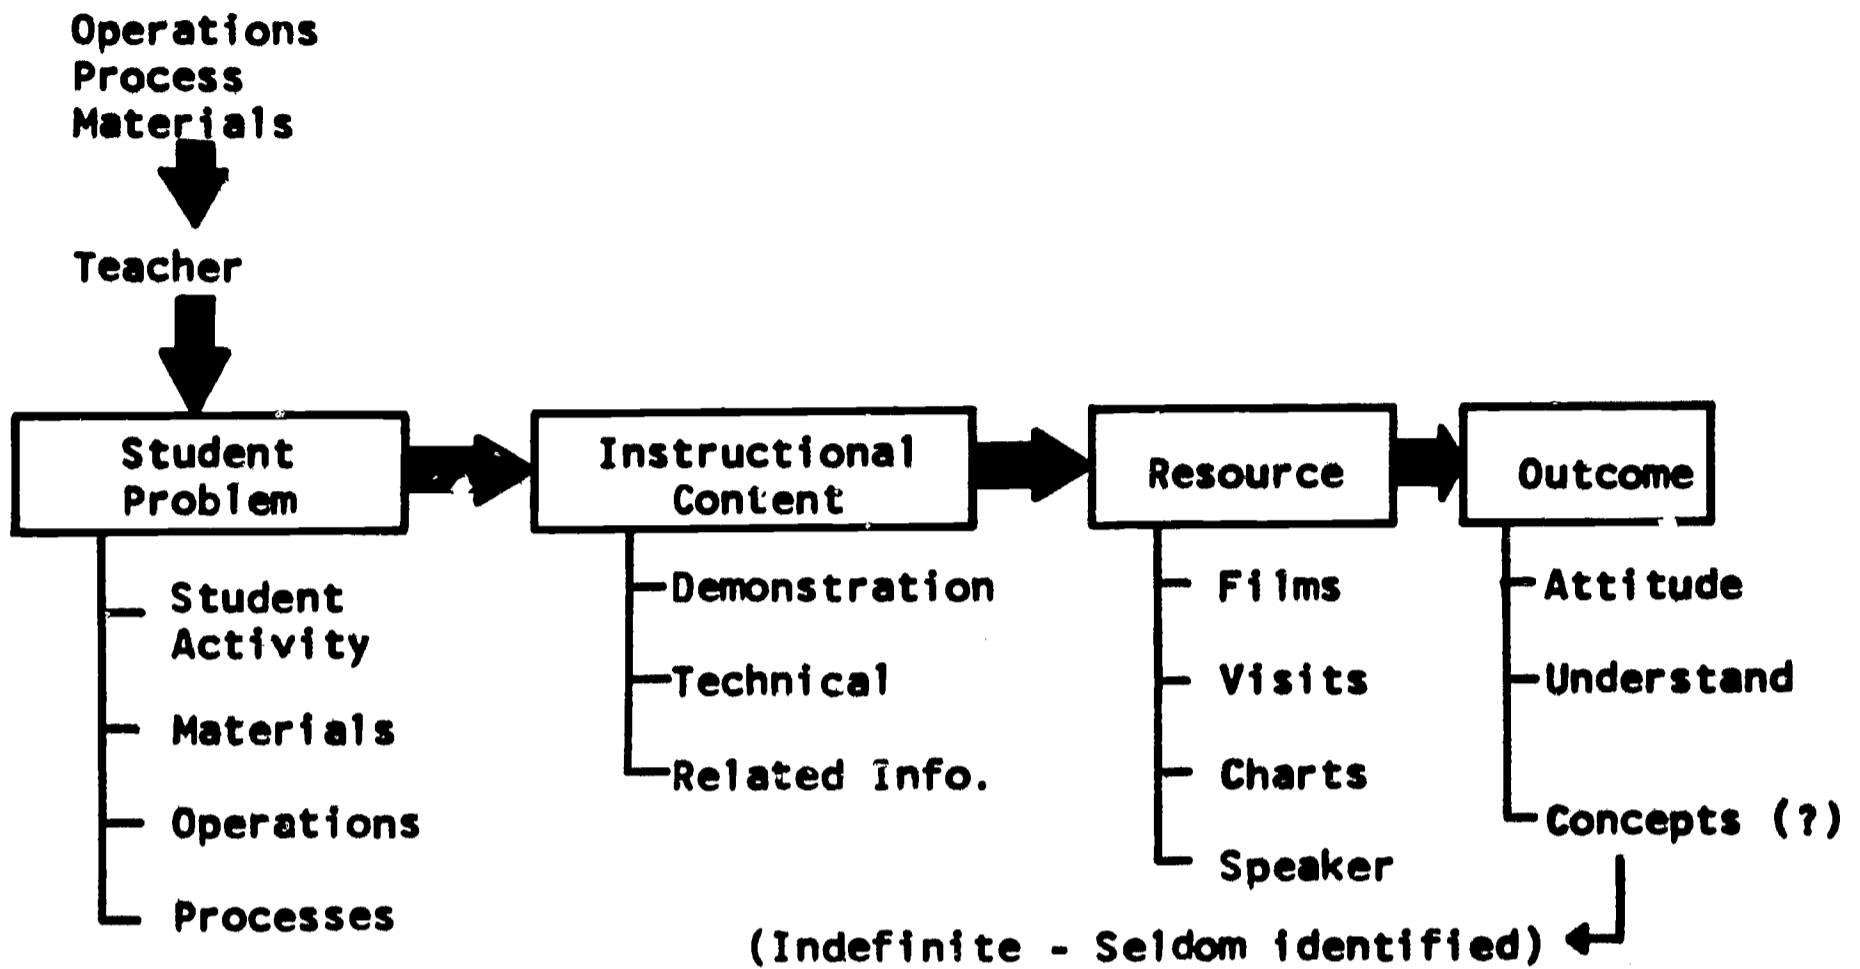 Operations
Process
Materials
Teacher
Student
Problem
Student
Activity
Materials
Operations
Processes
Instructional
Content
Demonstration
Technical
Related Info.
Resource
Films
Visits
Charts
Speaker
Outcome
Attitude
Understand
Concepts (?)
(Indefinite - Seldom identified)